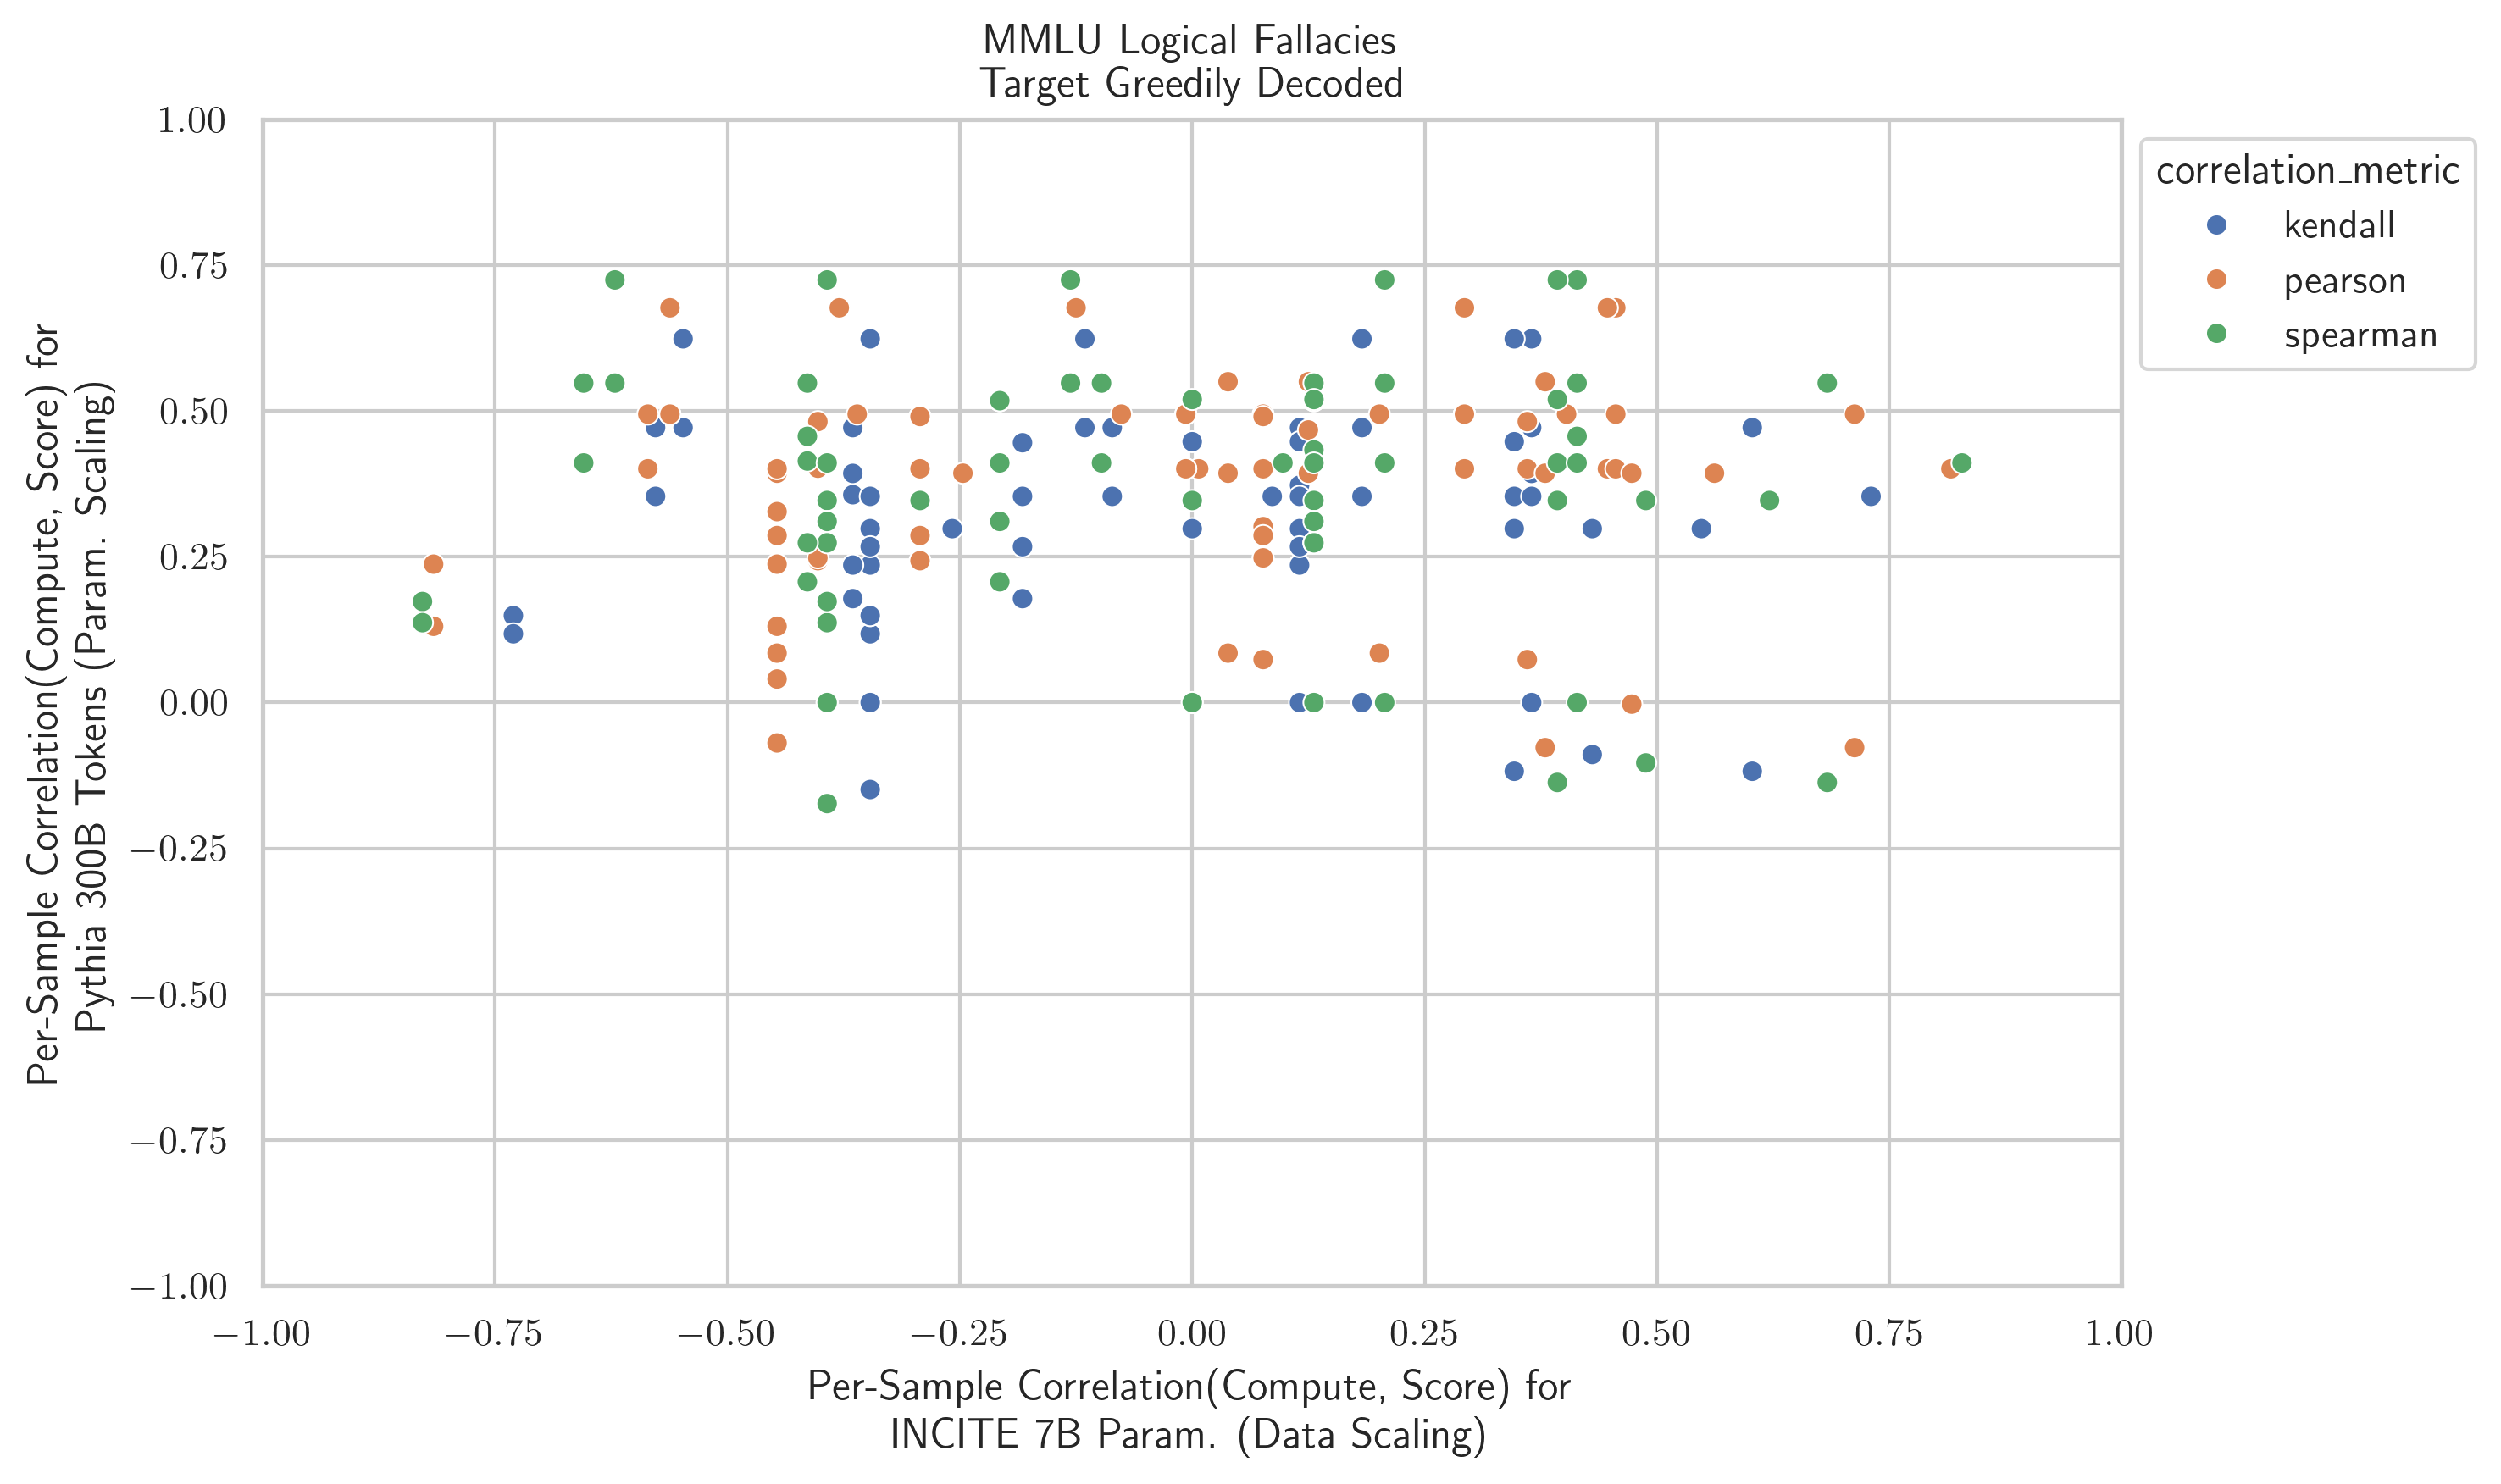 MMLU Logical Fallacies
Target Greedily Decoded
Per-Sample Correlation(Compute, Score) for
Pythia 300B Tokens (Param. Scaling)
1.00
0.75
0.50
0.25
0.00
−0.25
−0.50
−0.75
−1.00
−1.00 −0.75 −0.50 −0.25 0.00 0.25 0.50 0.75 1.00
Per-Sample Correlation(Compute, Score) for
INCITE 7B Param. (Data Scaling)
correlation_metric
kendall
pearson
spearman